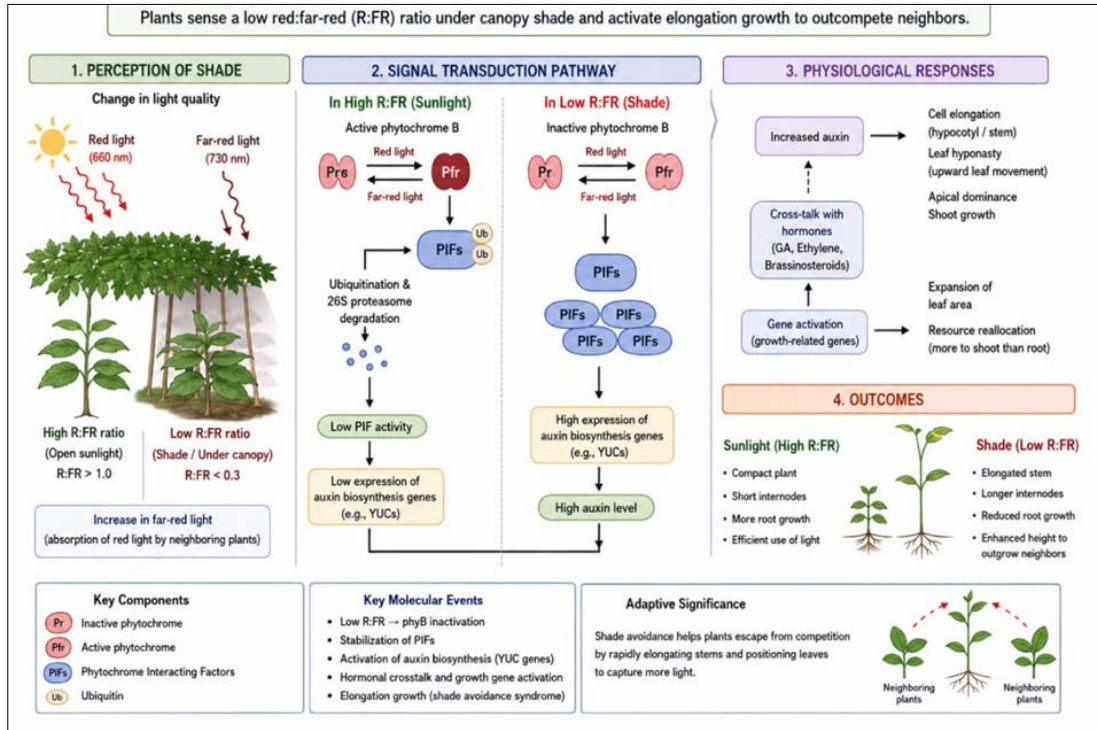 Plants sense a low red:far-red (R:FR) ratio under canopy shade and activate elongation growth to outcompete neighbors.
1. PERCEPTION OF SHADE
Change in light quality
Red light
(660 nm)
Far-red light
(730 nm)
High R:FR ratio
(Open sunlight)
R:FR > 1.0
Low R:FR ratio
(Shade / Under canopy)
R:FR < 0.3
Increase in far-red light
(absorption of red light by neighboring plants)
2. SIGNAL TRANSDUCTION PATHWAY
In High R:FR (Sunlight)
Active phytochrome B
Red light
Prɞ
Pfr
Far-red light
PIFs
Ub
Ub
Ubiquitination &
26S proteasome
degradation
Low PIF activity
Low expression of
auxin biosynthesis genes
(e.g., YUCs)
In Low R:FR (Shade)
Inactive phytochrome B
Red light
Pr
Pfr
Far-red light
PIFs
PIFs
PIFs
PIFs
PIFs
High expression of
auxin biosynthesis genes
(e.g., YUCs)
High auxin level
3. PHYSIOLOGICAL RESPONSES
Increased auxin
Cell elongation
(hypocotyl / stem)
Leaf hyponasty
(upward leaf movement)
Apical dominance
Shoot growth
Cross-talk with
hormones
(GA, Ethylene,
Brassinosteroids)
Gene activation
(growth-related genes)
Expansion of
leaf area
Resource reallocation
(more to shoot than root)
4. OUTCOMES
Sunlight (High R:FR)
• Compact plant
• Short internodes
• More root growth
• Efficient use of light
Shade (Low R:FR)
• Elongated stem
• Longer internodes
• Reduced root growth
• Enhanced height to
outgrow neighbors
Key Components
Pr Inactive phytochrome
Pfr Active phytochrome
PIFs Phytochrome Interacting Factors
Ub Ubiquitin
Key Molecular Events
• Low R:FR → phyB inactivation
• Stabilization of PIFs
• Activation of auxin biosynthesis (YUC genes)
• Hormonal crosstalk and growth gene activation
• Elongation growth (shade avoidance syndrome)
Adaptive Significance
Shade avoidance helps plants escape from competition
by rapidly elongating stems and positioning leaves
to capture more light.
Neighboring
plants
Neighboring
plants